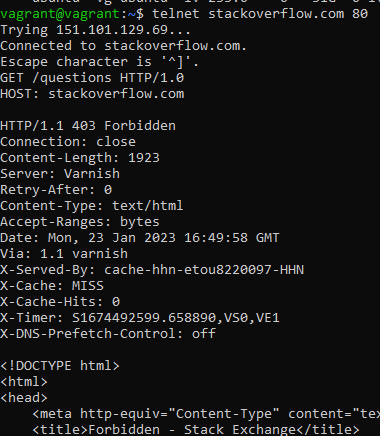 vagrant@vagrant:~$ telnet stackoverflow.com 80
Trying 151.101.129.69...
Connected to stackoverflow.com.
Escape character is '^]'.
GET /questions HTTP/1.0
HOST: stackoverflow.com
HTTP/1.1 403 Forbidden
Connection: close
Content-Length: 1923
Server: Varnish
Retry-After: 0
Content-Type: text/html
Accept-Ranges: bytes
Date: Mon, 23 Jan 2023 16:49:58 GMT
Via: 1.1 varnish
X-Served-By: cache-hhn-etou8220097-HHN
X-Cache: MISS
X-Cache-Hits: 0
X-Timer: S1674492599.658890,VS0,VE1
X-DNS-Prefetch-Control: off
<!DOCTYPE html>
<html>
<head>
<meta http-equiv="Content-Type" content="te
<title>Forbidden - Stack Exchange</title>